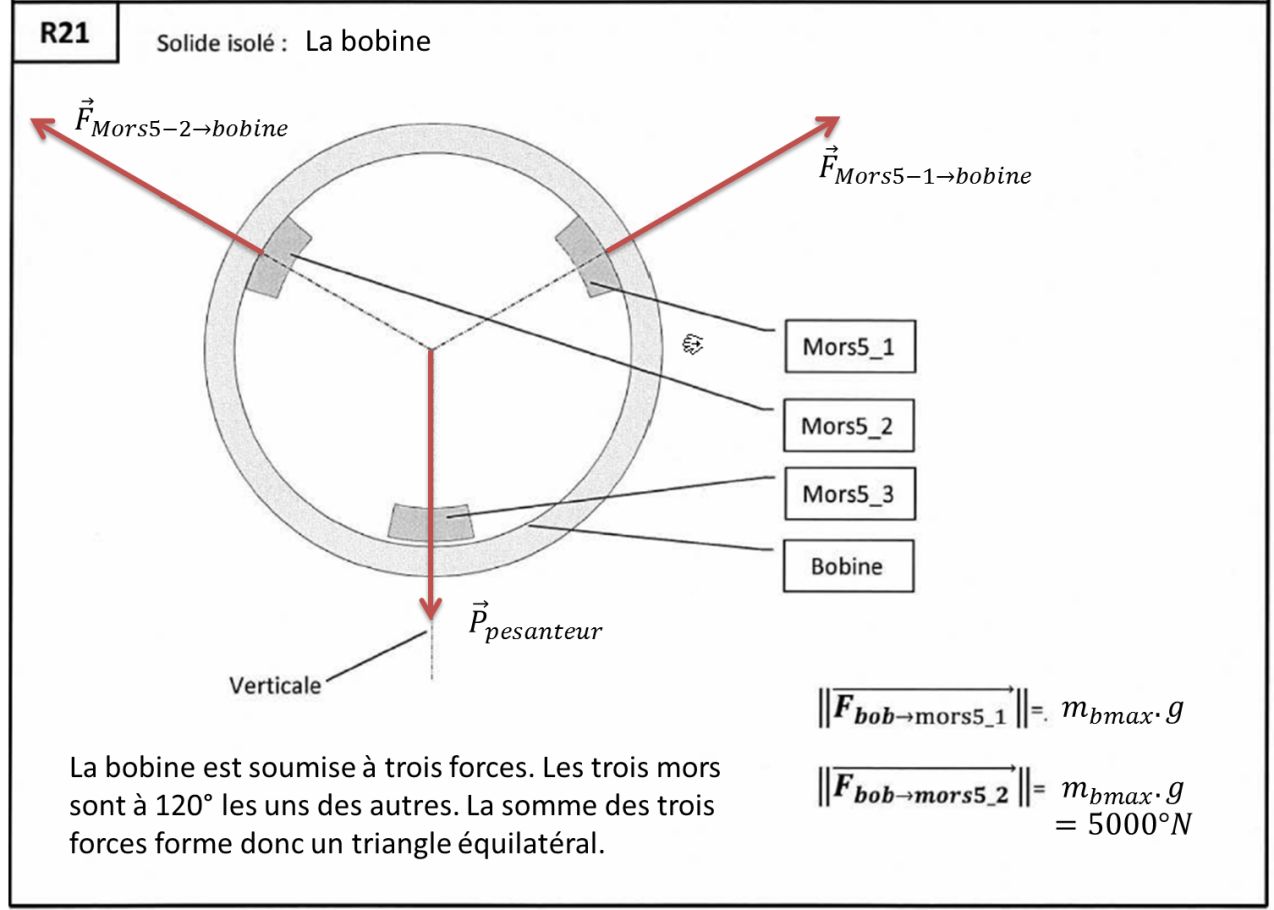 R21
Solide isolé : La bobine
F⃗Mors5−2→bobine
F⃗Mors5−1→bobine
Mors5_1
Mors5_2
Mors5_3
Bobine
P⃗pesanteur
Verticale
‖Fbob→mors5_1‖=. mbmax.g
‖Fbob→mors5_2‖= mbmax.g
= 5000°N
La bobine est soumise à trois forces. Les trois mors
sont à 120° les uns des autres. La somme des trois
forces forme donc un triangle équilatéral.